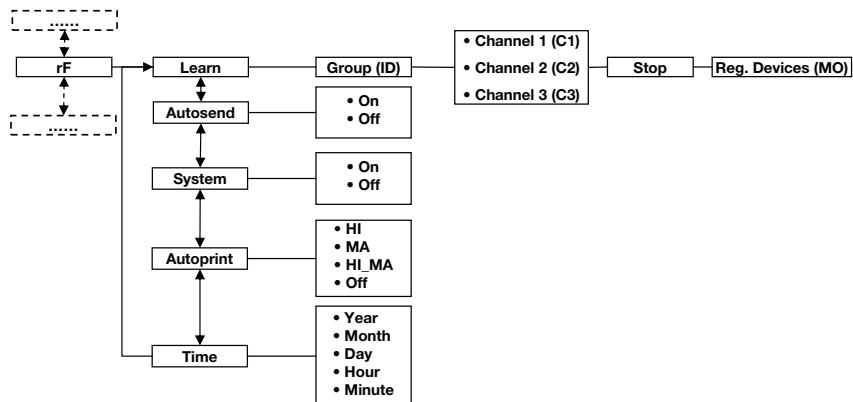 ......
rF
......
Learn
Group (ID)
• Channel 1 (C1)
• Channel 2 (C2)
• Channel 3 (C3)
Stop
Reg. Devices (MO)
Autosend
• On
• Off
System
• On
• Off
Autoprint
• HI
• MA
• HI_MA
• Off
Time
• Year
• Month
• Day
• Hour
• Minute